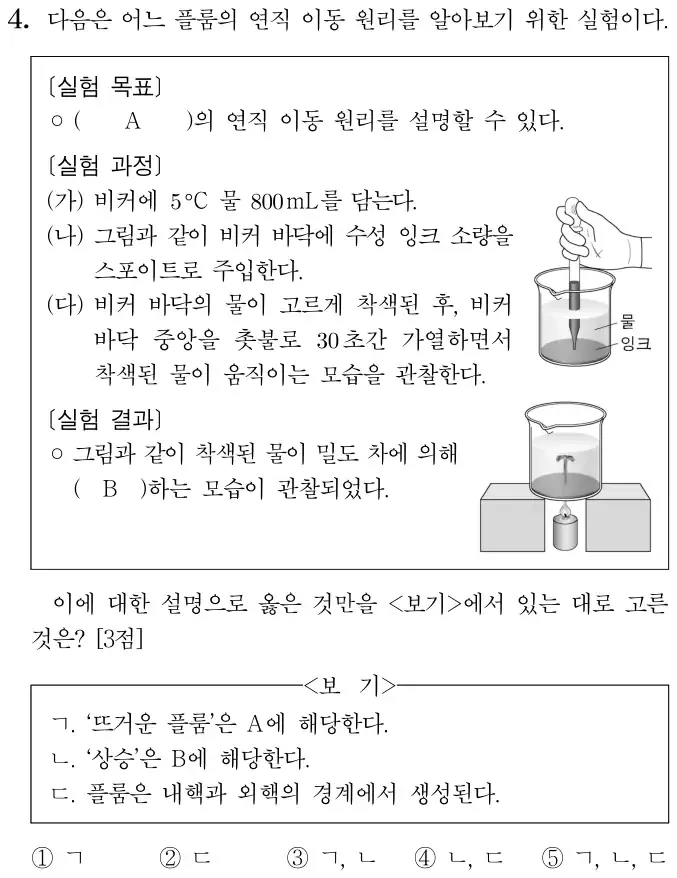 4. 다음은 어느 플룸의 연직 이동 원리를 알아보기 위한 실험이다.
[실험 목표]
○ ( A )의 연직 이동 원리를 설명할 수 있다.
[실험 과정]
(가) 비커에 5℃ 물 800mL를 담는다.
(나) 그림과 같이 비커 바닥에 수성 잉크 소량을
스포이트로 주입한다.
(다) 비커 바닥의 물이 고르게 착색된 후, 비커
바닥 중앙을 촛불로 30초간 가열하면서
착색된 물이 움직이는 모습을 관찰한다.
물
잉크
[실험 결과]
○ 그림과 같이 착색된 물이 밀도 차에 의해
( B )하는 모습이 관찰되었다.
이에 대한 설명으로 옳은 것만을 <보기>에서 있는 대로 고른
것은? [3점]
<보 기>
ㄱ. ‘뜨거운 플룸’은 A에 해당한다.
ㄴ. ‘상승’은 B에 해당한다.
ㄷ. 플룸은 내핵과 외핵의 경계에서 생성된다.
① ㄱ ② ㄷ ③ ㄱ, ㄴ ④ ㄴ, ㄷ ⑤ ㄱ, ㄴ, ㄷ